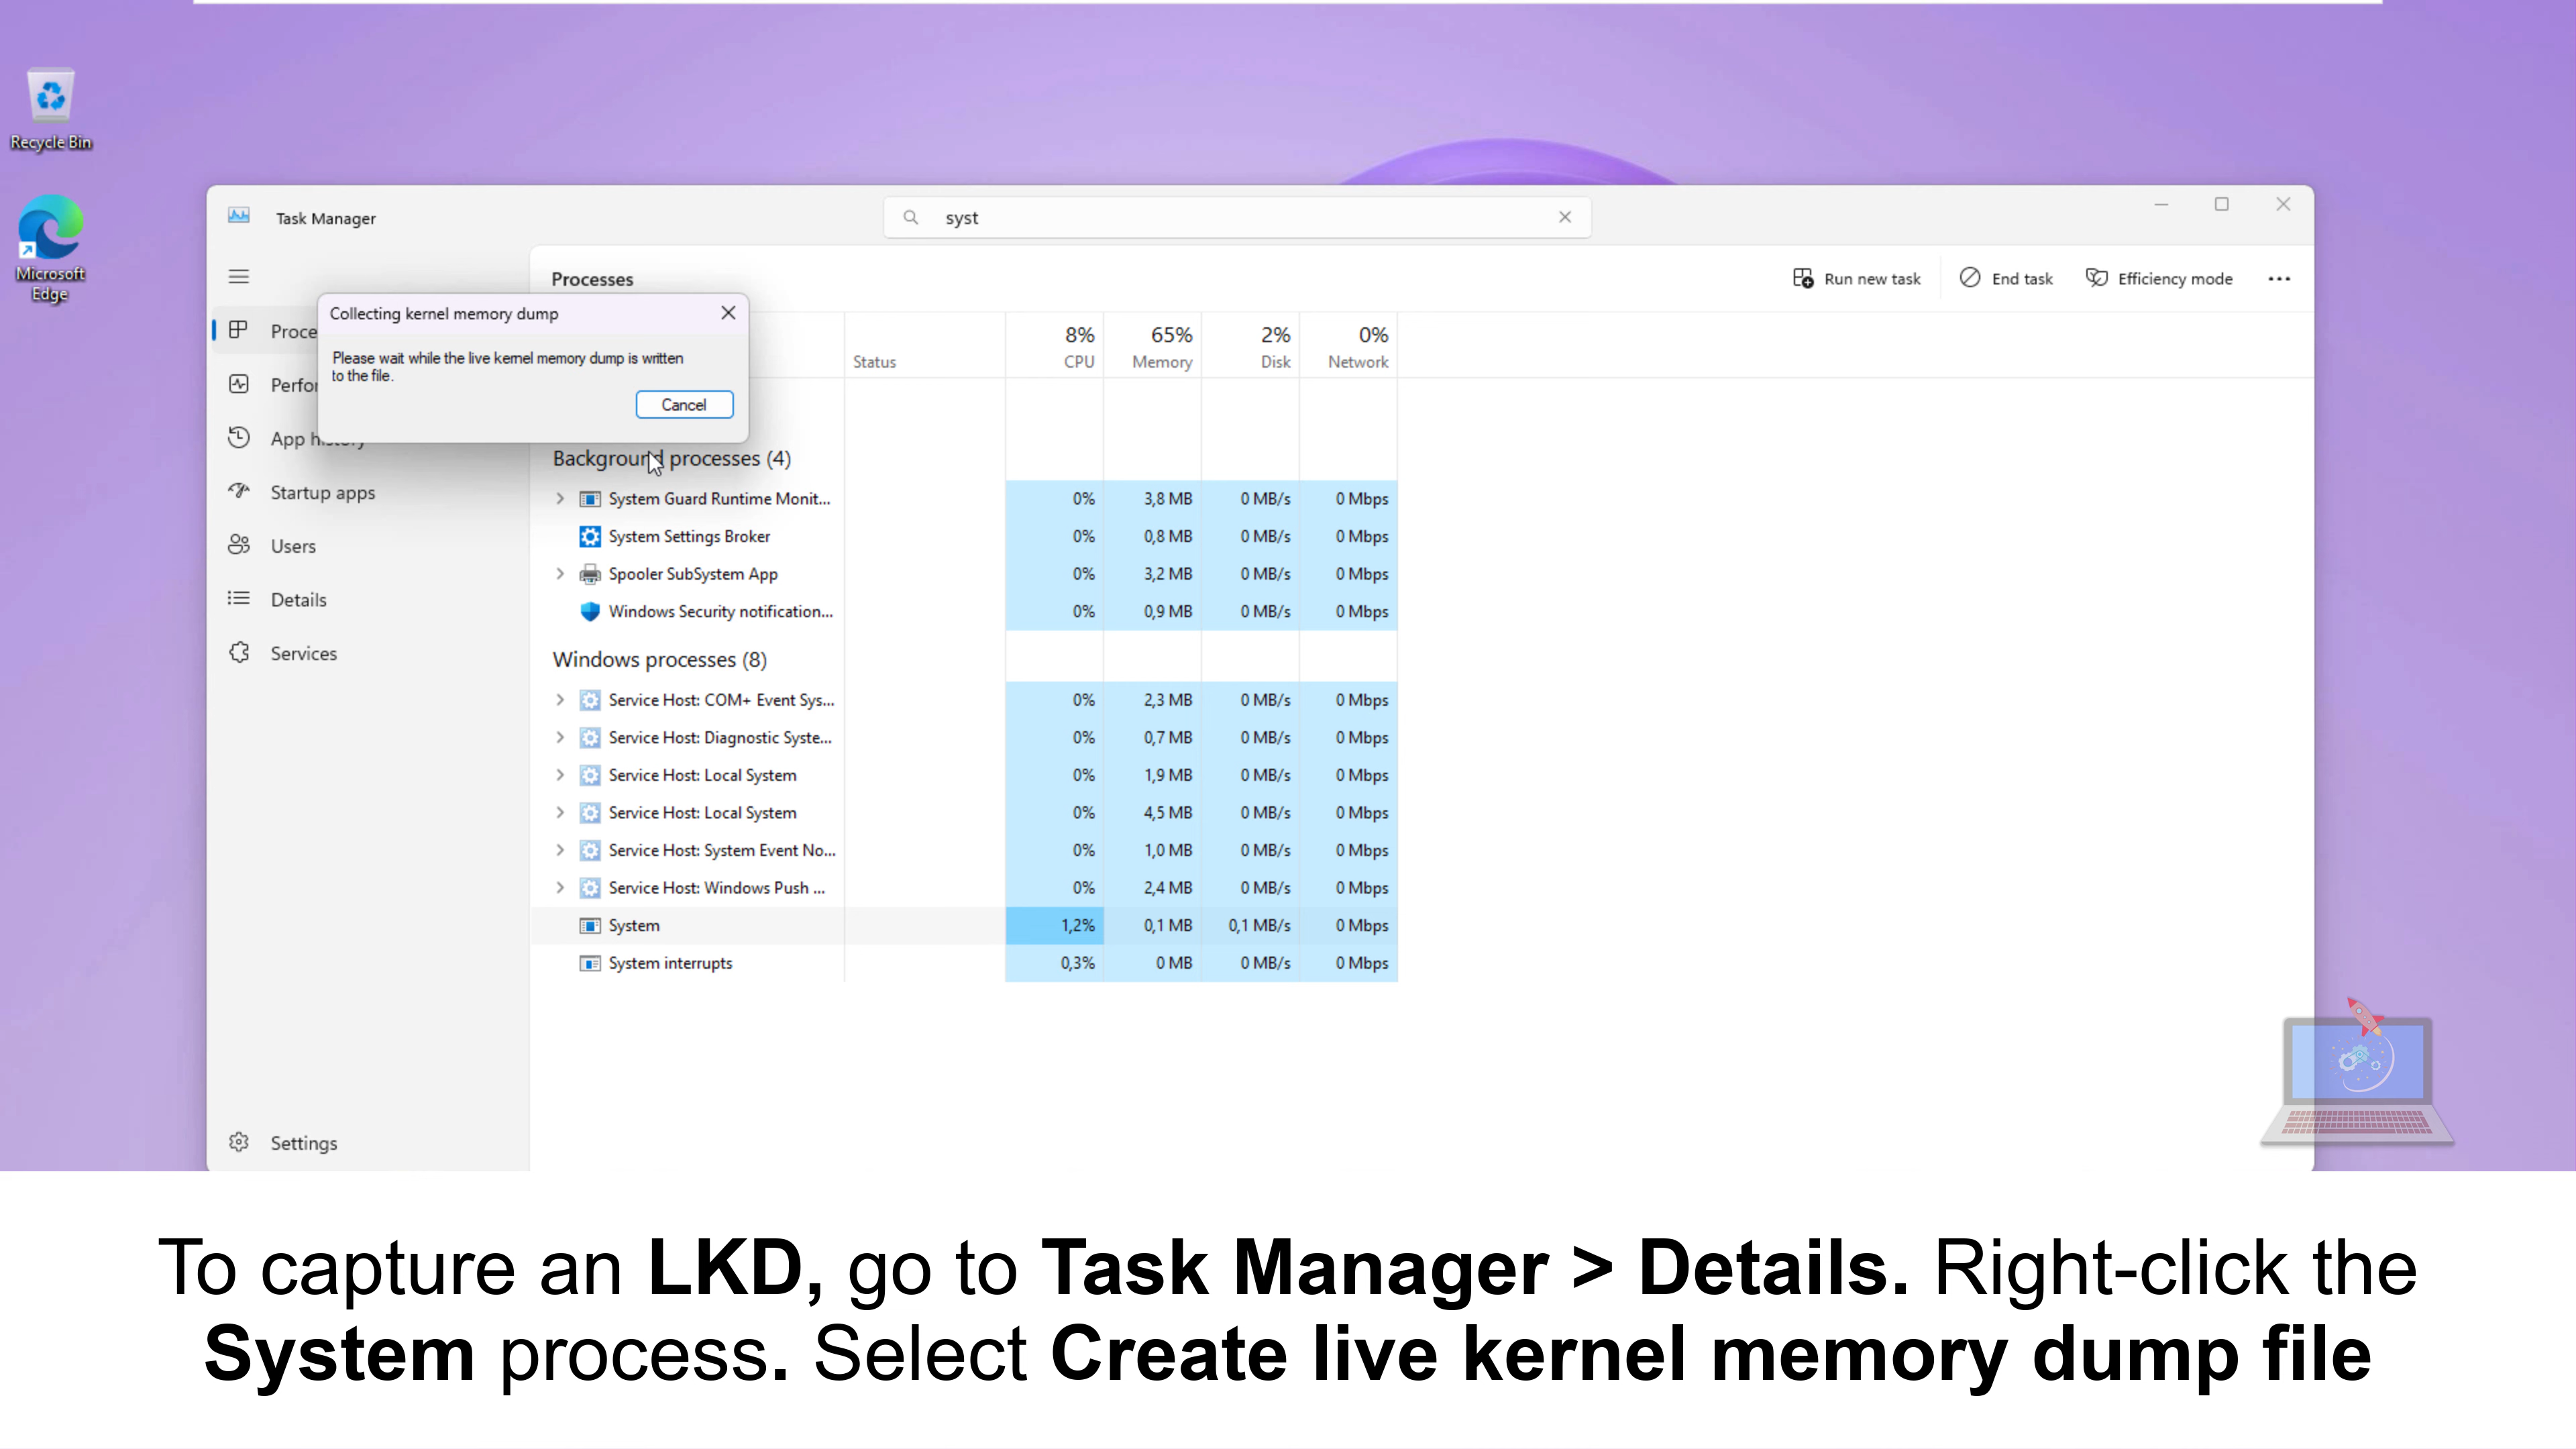 Recycle Bin
Microsoft
Edge
Task Manager
syst
Processes
Run new task
End task
Efficiency mode
Collecting kernel memory dump
Please wait while the live kernel memory dump is written
to the file.
Cancel
Proce
Perfor
App history
Startup apps
Users
Details
Services
Settings
Status
8% 65% 2% 0%
CPU Memory Disk Network
Background processes (4)
System Guard Runtime Monit... 0% 3,8 MB 0 MB/s 0 Mbps
System Settings Broker 0% 0,8 MB 0 MB/s 0 Mbps
Spooler SubSystem App 0% 3,2 MB 0 MB/s 0 Mbps
Windows Security notification... 0% 0,9 MB 0 MB/s 0 Mbps
Windows processes (8)
Service Host: COM+ Event Sys... 0% 2,3 MB 0 MB/s 0 Mbps
Service Host: Diagnostic Syste... 0% 0,7 MB 0 MB/s 0 Mbps
Service Host: Local System 0% 1,9 MB 0 MB/s 0 Mbps
Service Host: Local System 0% 4,5 MB 0 MB/s 0 Mbps
Service Host: System Event No... 0% 1,0 MB 0 MB/s 0 Mbps
Service Host: Windows Push ... 0% 2,4 MB 0 MB/s 0 Mbps
System 1,2% 0,1 MB 0,1 MB/s 0 Mbps
System interrupts 0,3% 0 MB 0 MB/s 0 Mbps
To capture an LKD, go to Task Manager > Details. Right-click the
System process. Select Create live kernel memory dump file